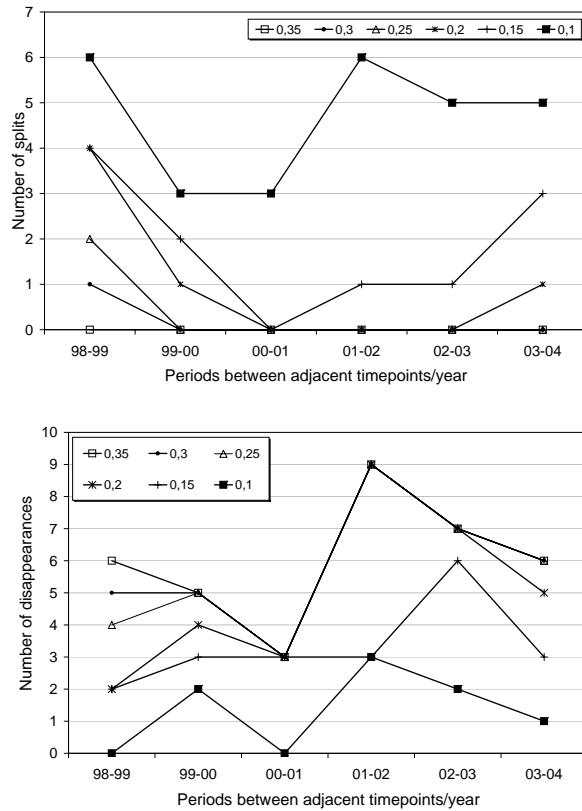 7
6
5
4
3
2
1
0
Number of splits
0,35 0,3 0,25 0,2 0,15 0,1
98-99 99-00 00-01 01-02 02-03 03-04
Periods between adjacent timepoints/year
10
9
8
7
6
5
4
3
2
1
0
Number of disappearances
0,35 0,3 0,25
0,2 0,15 0,1
98-99 99-00 00-01 01-02 02-03 03-04
Periods between adjacent timepoints/year